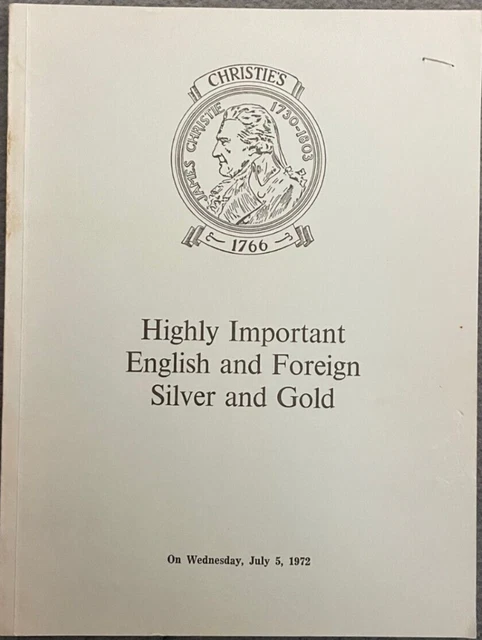 CHRISTIE'S
JAMES CHRISTIE 1730-1803
1766
Highly Important
English and Foreign
Silver and Gold
On Wednesday, July 5, 1972